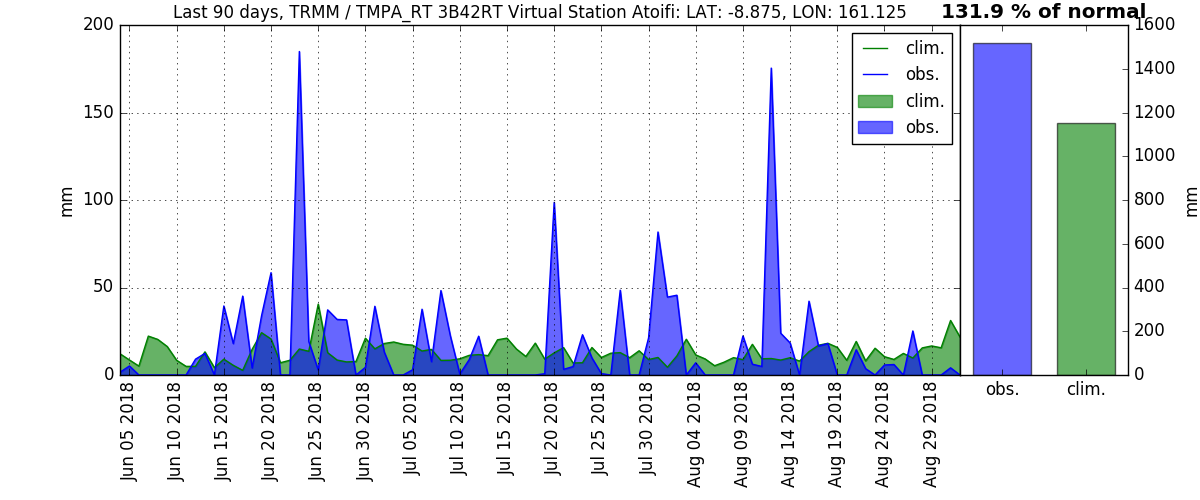 Last 90 days, TRMM / TMPA_RT 3B42RT Virtual Station Atoifi: LAT: -8.875, LON: 161.125
131.9 % of normal
200
150
100
50
0
mm
clim.
obs.
clim.
obs.
Jun 05 2018
Jun 10 2018
Jun 15 2018
Jun 20 2018
Jun 25 2018
Jun 30 2018
Jul 05 2018
Jul 10 2018
Jul 15 2018
Jul 20 2018
Jul 25 2018
Jul 30 2018
Aug 04 2018
Aug 09 2018
Aug 14 2018
Aug 19 2018
Aug 24 2018
Aug 29 2018
1600
1400
1200
1000
800
600
400
200
0
mm
obs.
clim.